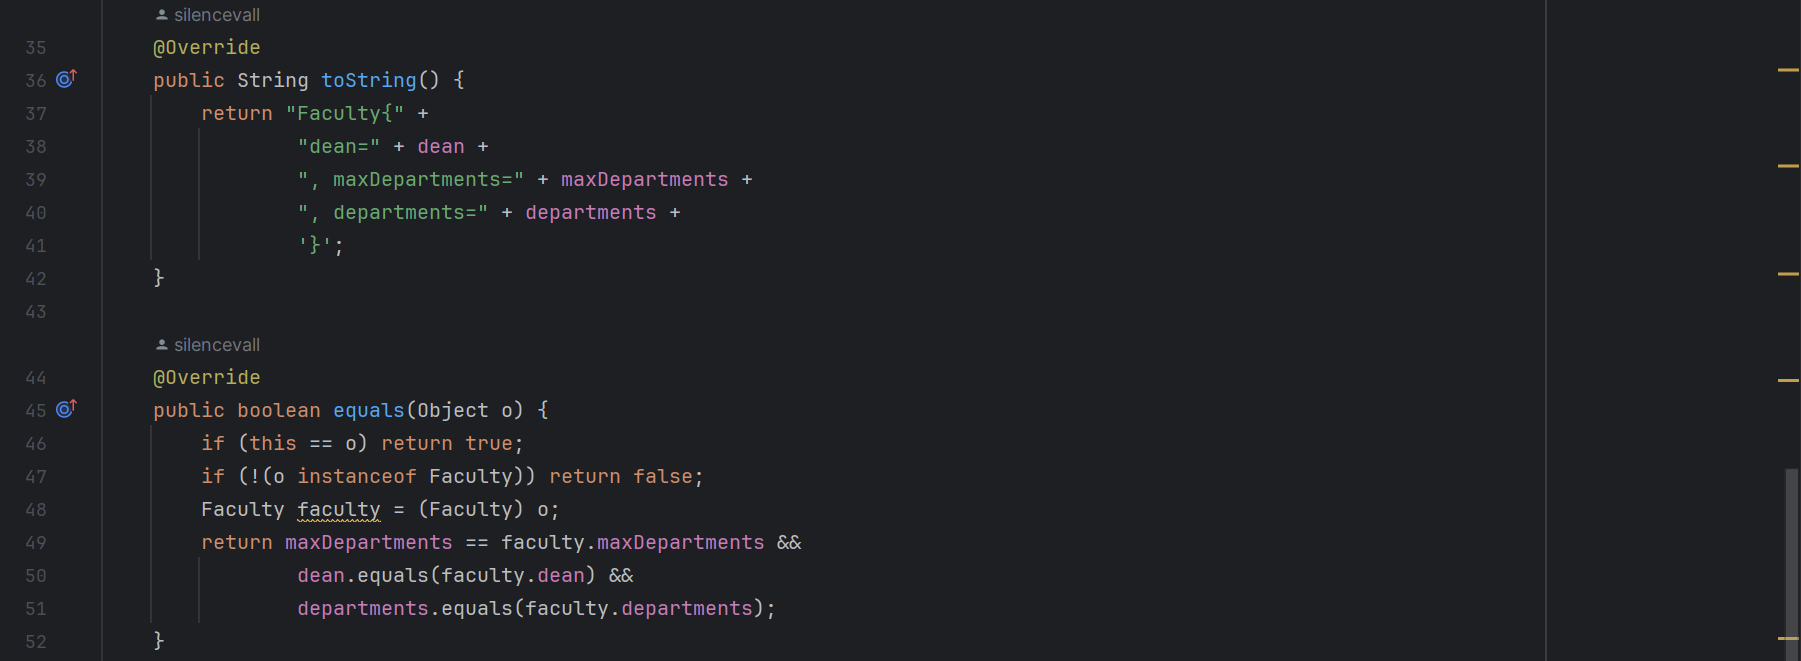 silencevall
35 @Override
36 public String toString() {
37 return "Faculty{" +
38 "dean=" + dean +
39 ", maxDepartments=" + maxDepartments +
40 ", departments=" + departments +
41 '}';
42 }
43
silencevall
44 @Override
45 public boolean equals(Object o) {
46 if (this == o) return true;
47 if (!(o instanceof Faculty)) return false;
48 Faculty faculty = (Faculty) o;
49 return maxDepartments == faculty.maxDepartments &&
50 dean.equals(faculty.dean) &&
51 departments.equals(faculty.departments);
52 }